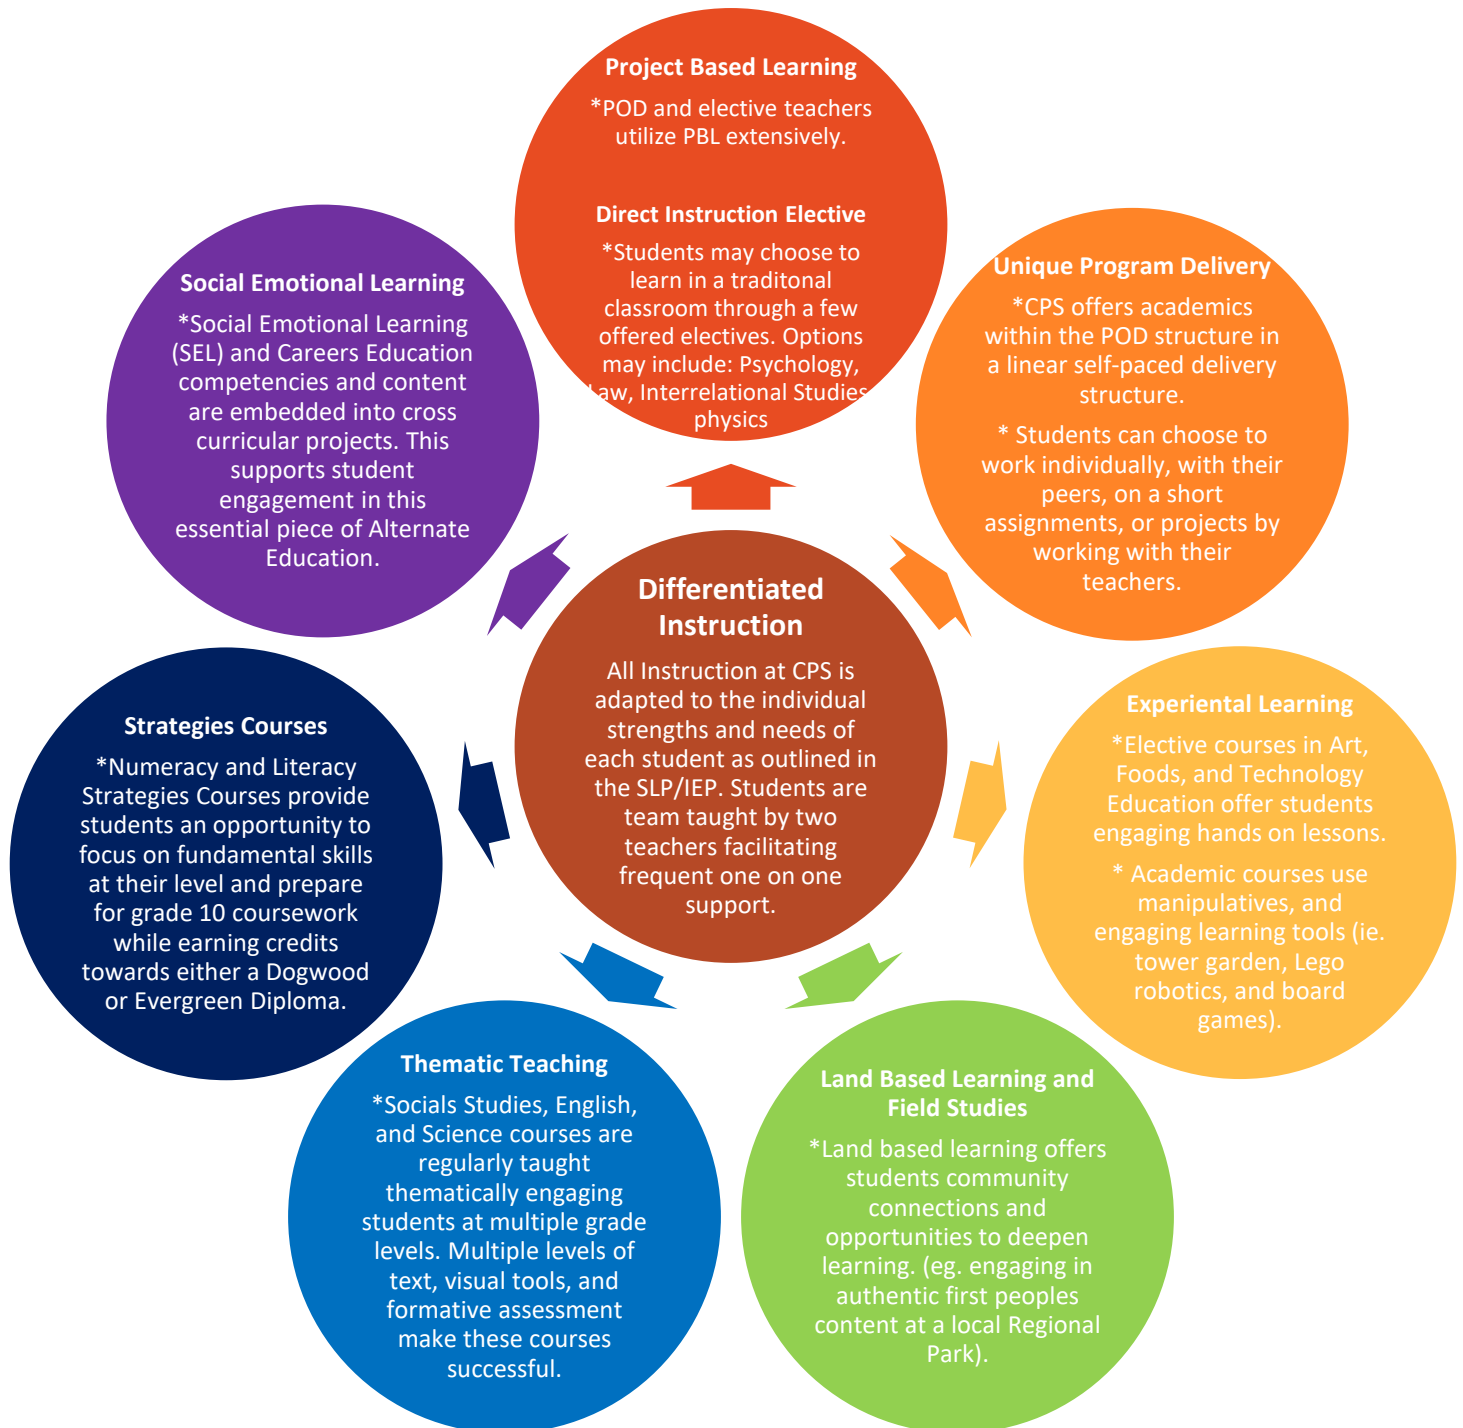 Project Based Learning
*POD and elective teachers
utilize PBL extensively.
Direct Instruction Elective
*Students may choose to
learn in a traditonal
classroom through a few
offered electives. Options
may include: Psychology,
Law, Interrelational Studies,
physics
Unique Program Delivery
*CPS offers academics
within the POD structure in
a linear self-paced delivery
structure.
* Students can choose to
work individually, with their
peers, on a short
assignments, or projects by
working with their
teachers.
Experiental Learning
*Elective courses in Art,
Foods, and Technology
Education offer students
engaging hands on lessons.
* Academic courses use
manipulatives, and
engaging learning tools (ie.
tower garden, Lego
robotics, and board
games).
Land Based Learning and
Field Studies
*Land based learning offers
students community
connections and
opportunities to deepen
learning. (eg. engaging in
authentic first peoples
content at a local Regional
Park).
Thematic Teaching
*Socials Studies, English,
and Science courses are
regularly taught
thematically engaging
students at multiple grade
levels. Multiple levels of
text, visual tools, and
formative assessment
make these courses
successful.
Strategies Courses
*Numeracy and Literacy
Strategies Courses provide
students an opportunity to
focus on fundamental skills
at their level and prepare
for grade 10 coursework
while earning credits
towards either a Dogwood
or Evergreen Diploma.
Social Emotional Learning
*Social Emotional Learning
(SEL) and Careers Education
competencies and content
are embedded into cross
curricular projects. This
supports student
engagement in this
essential piece of Alternate
Education.
Differentiated
Instruction
All Instruction at CPS is
adapted to the individual
strengths and needs of
each student as outlined in
the SLP/IEP. Students are
team taught by two
teachers facilitating
frequent one on one
support.